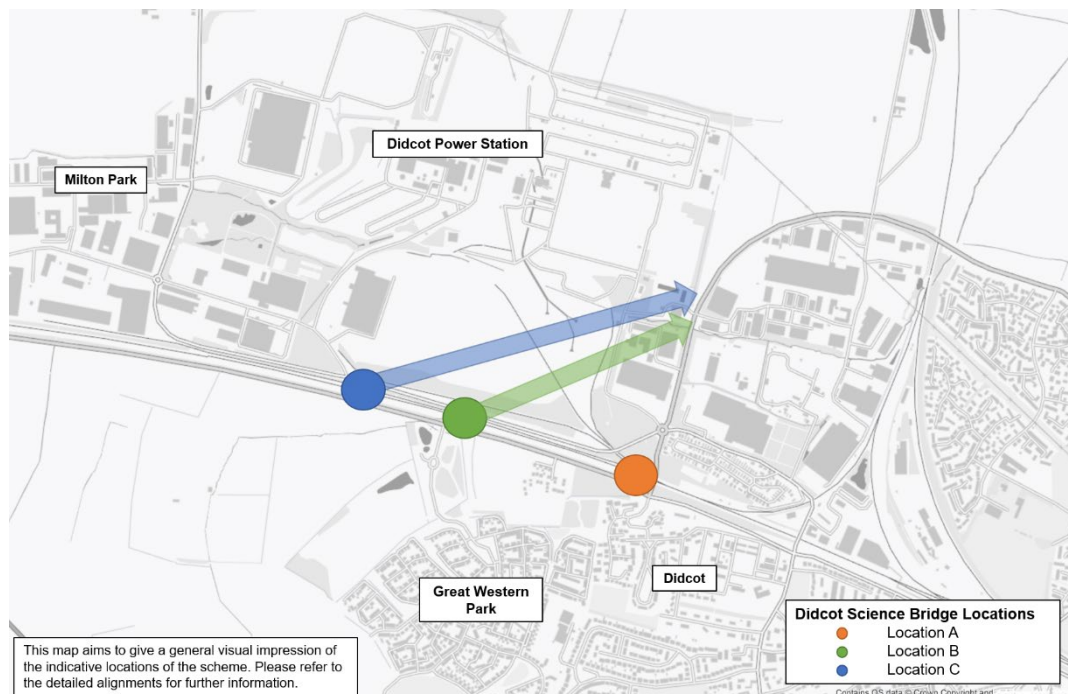 Didcot Power Station
Milton Park
Great Western
Park
Didcot
Didcot Science Bridge Locations
Location A
Location B
Location C
This map aims to give a general visual impression of
the indicative locations of the scheme. Please refer to
the detailed alignments for further information.
Contains OS data © Crown Copyright and